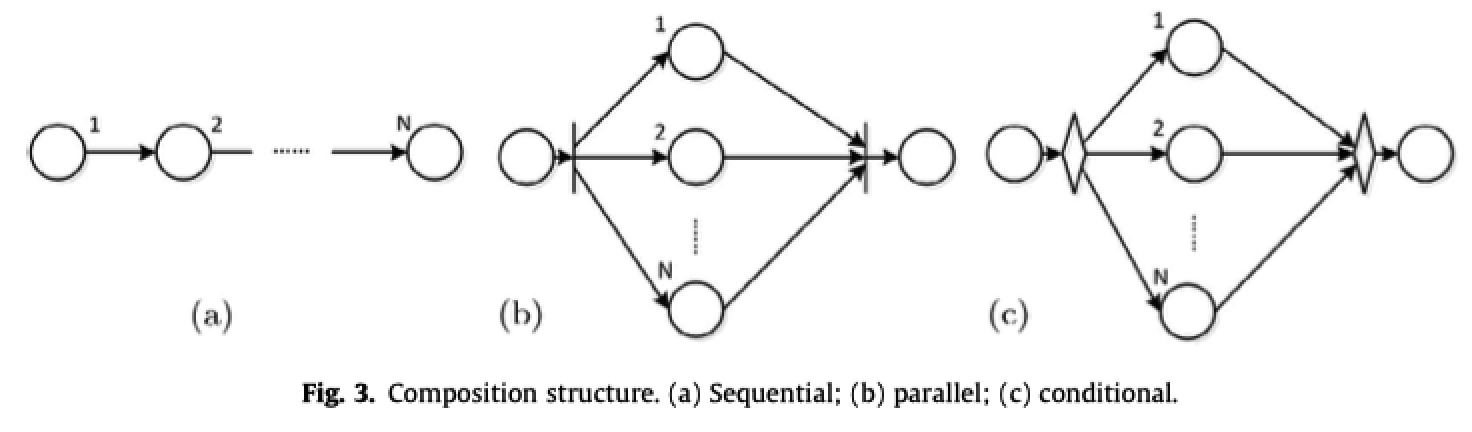 1
2
......
N
(a)
1
2
N
(b)
1
2
N
(c)
Fig. 3. Composition structure. (a) Sequential; (b) parallel; (c) conditional.